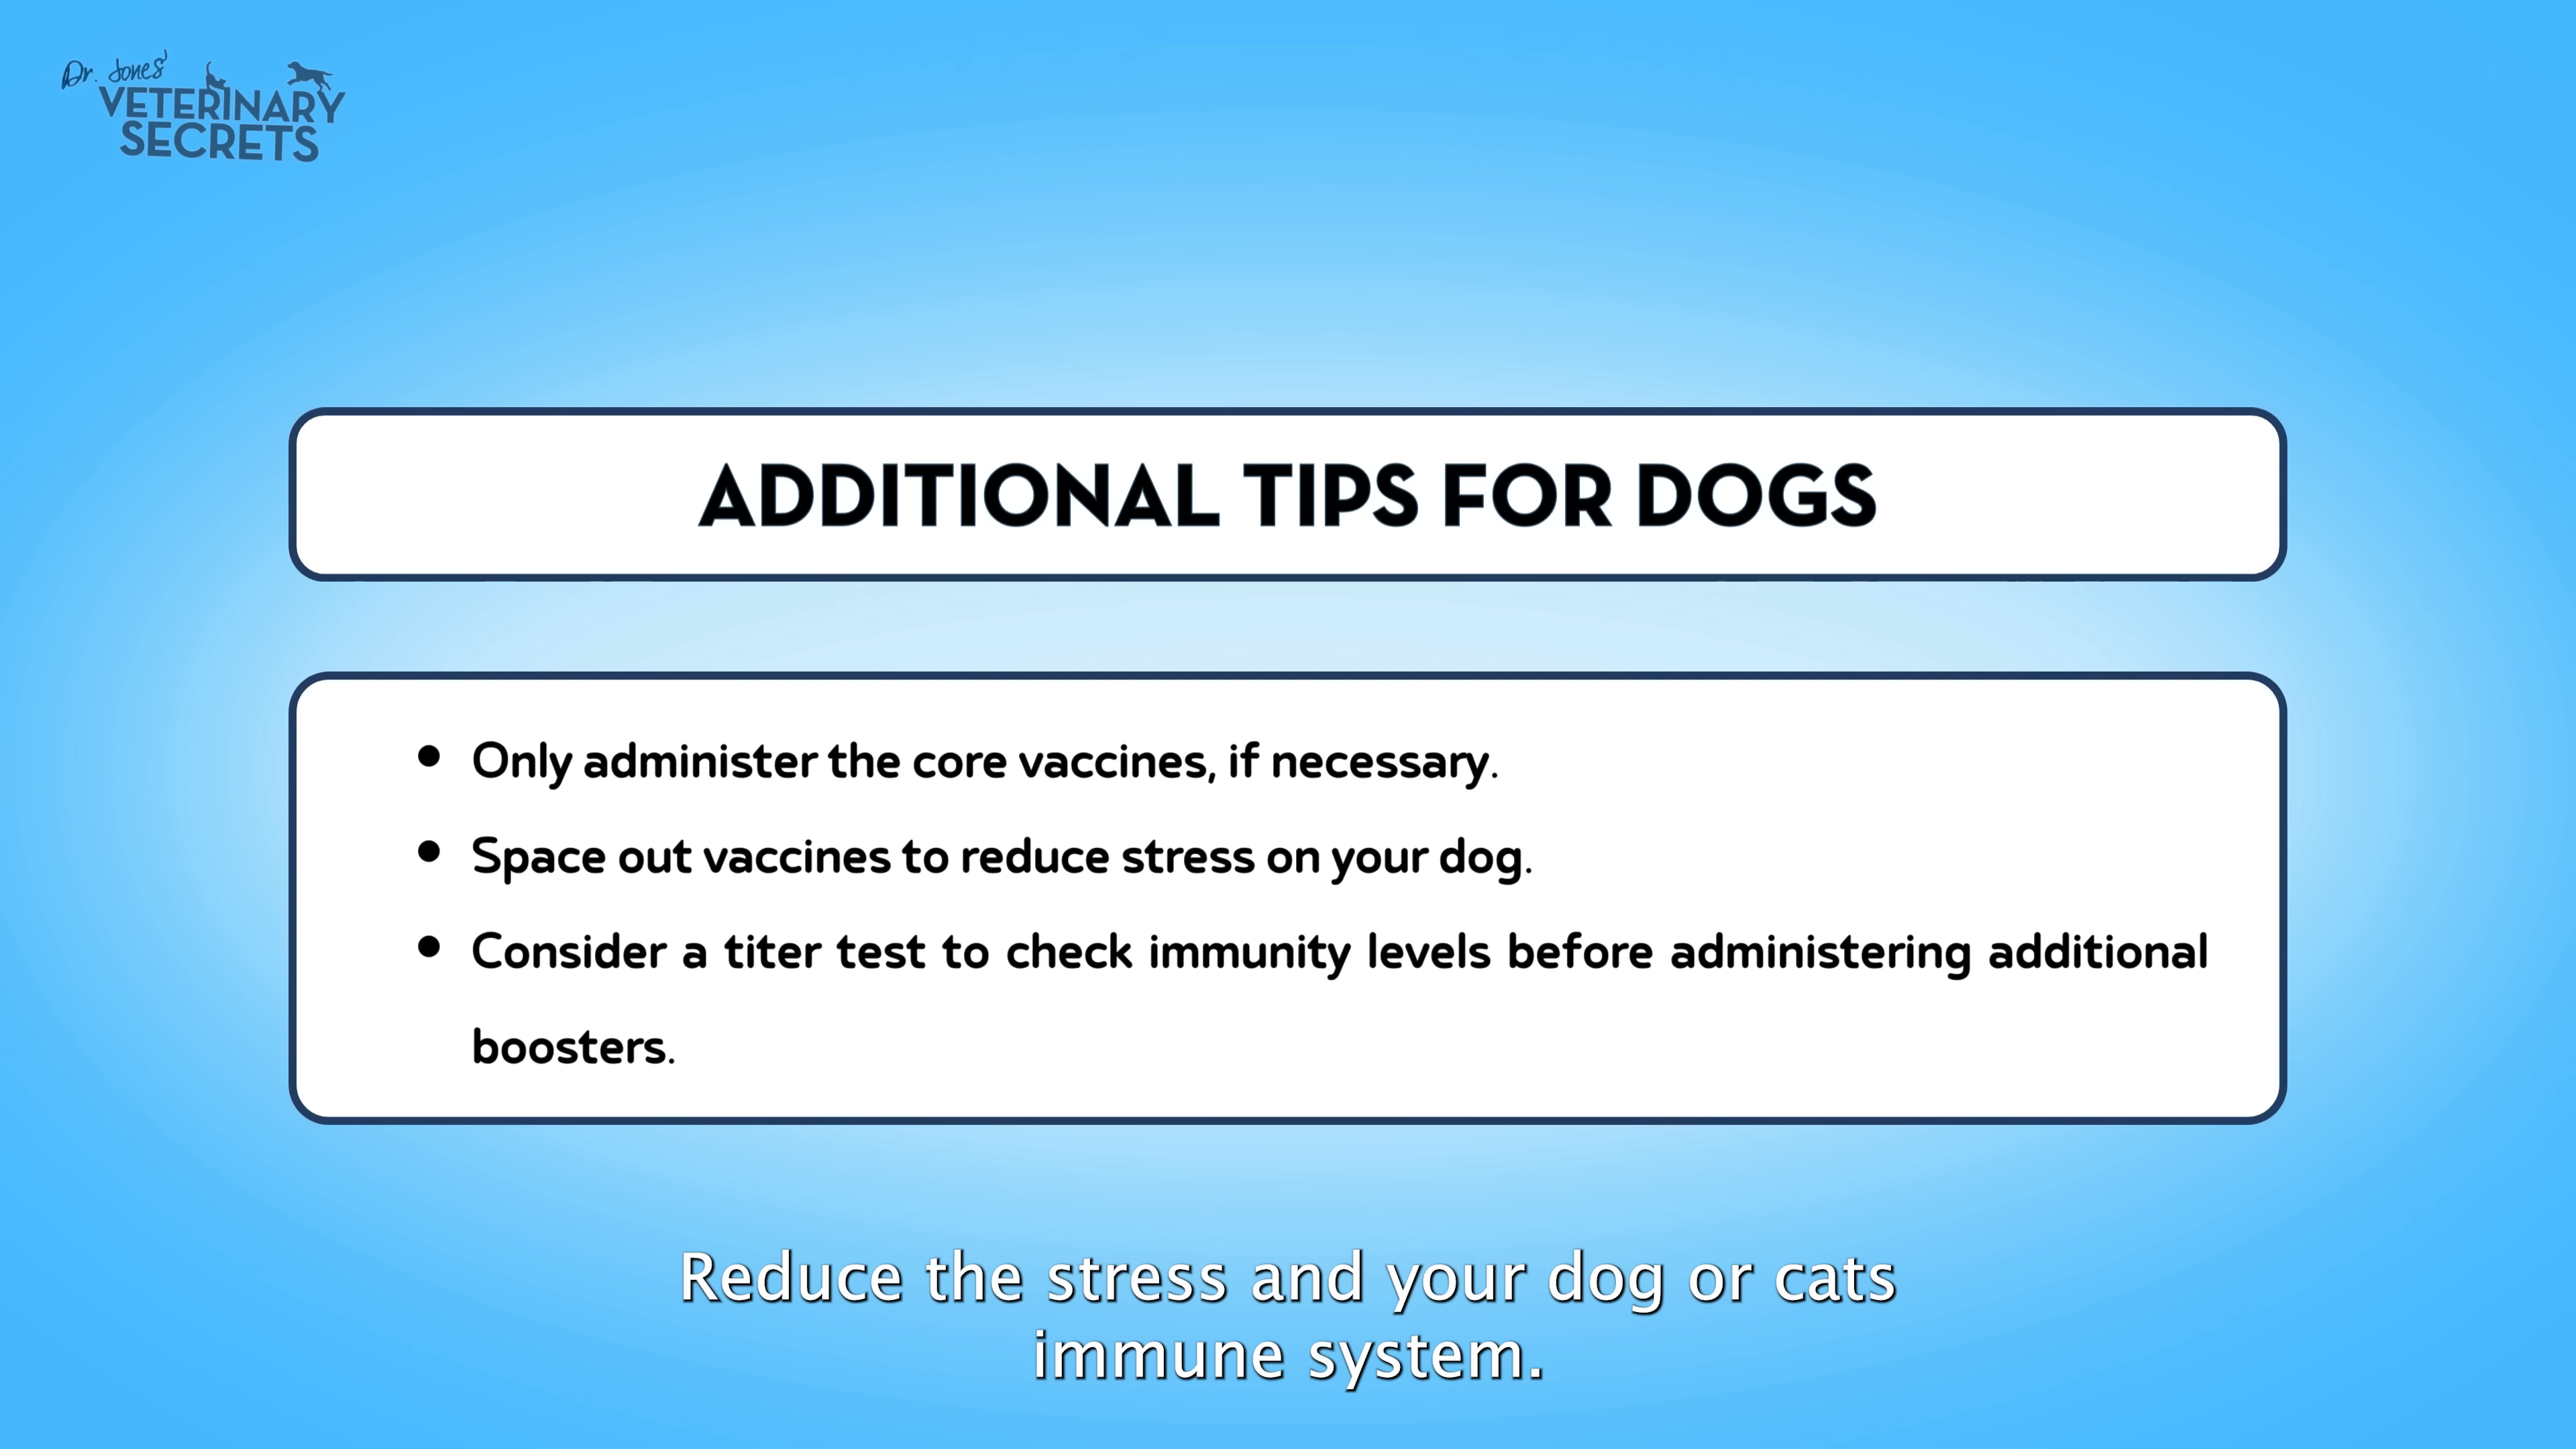 Dr. Jones'
VETERINARY
SECRETS
ADDITIONAL TIPS FOR DOGS
• Only administer the core vaccines, if necessary.
• Space out vaccines to reduce stress on your dog.
• Consider a titer test to check immunity levels before administering additional
boosters.
Reduce the stress and your dog or cats
immune system.